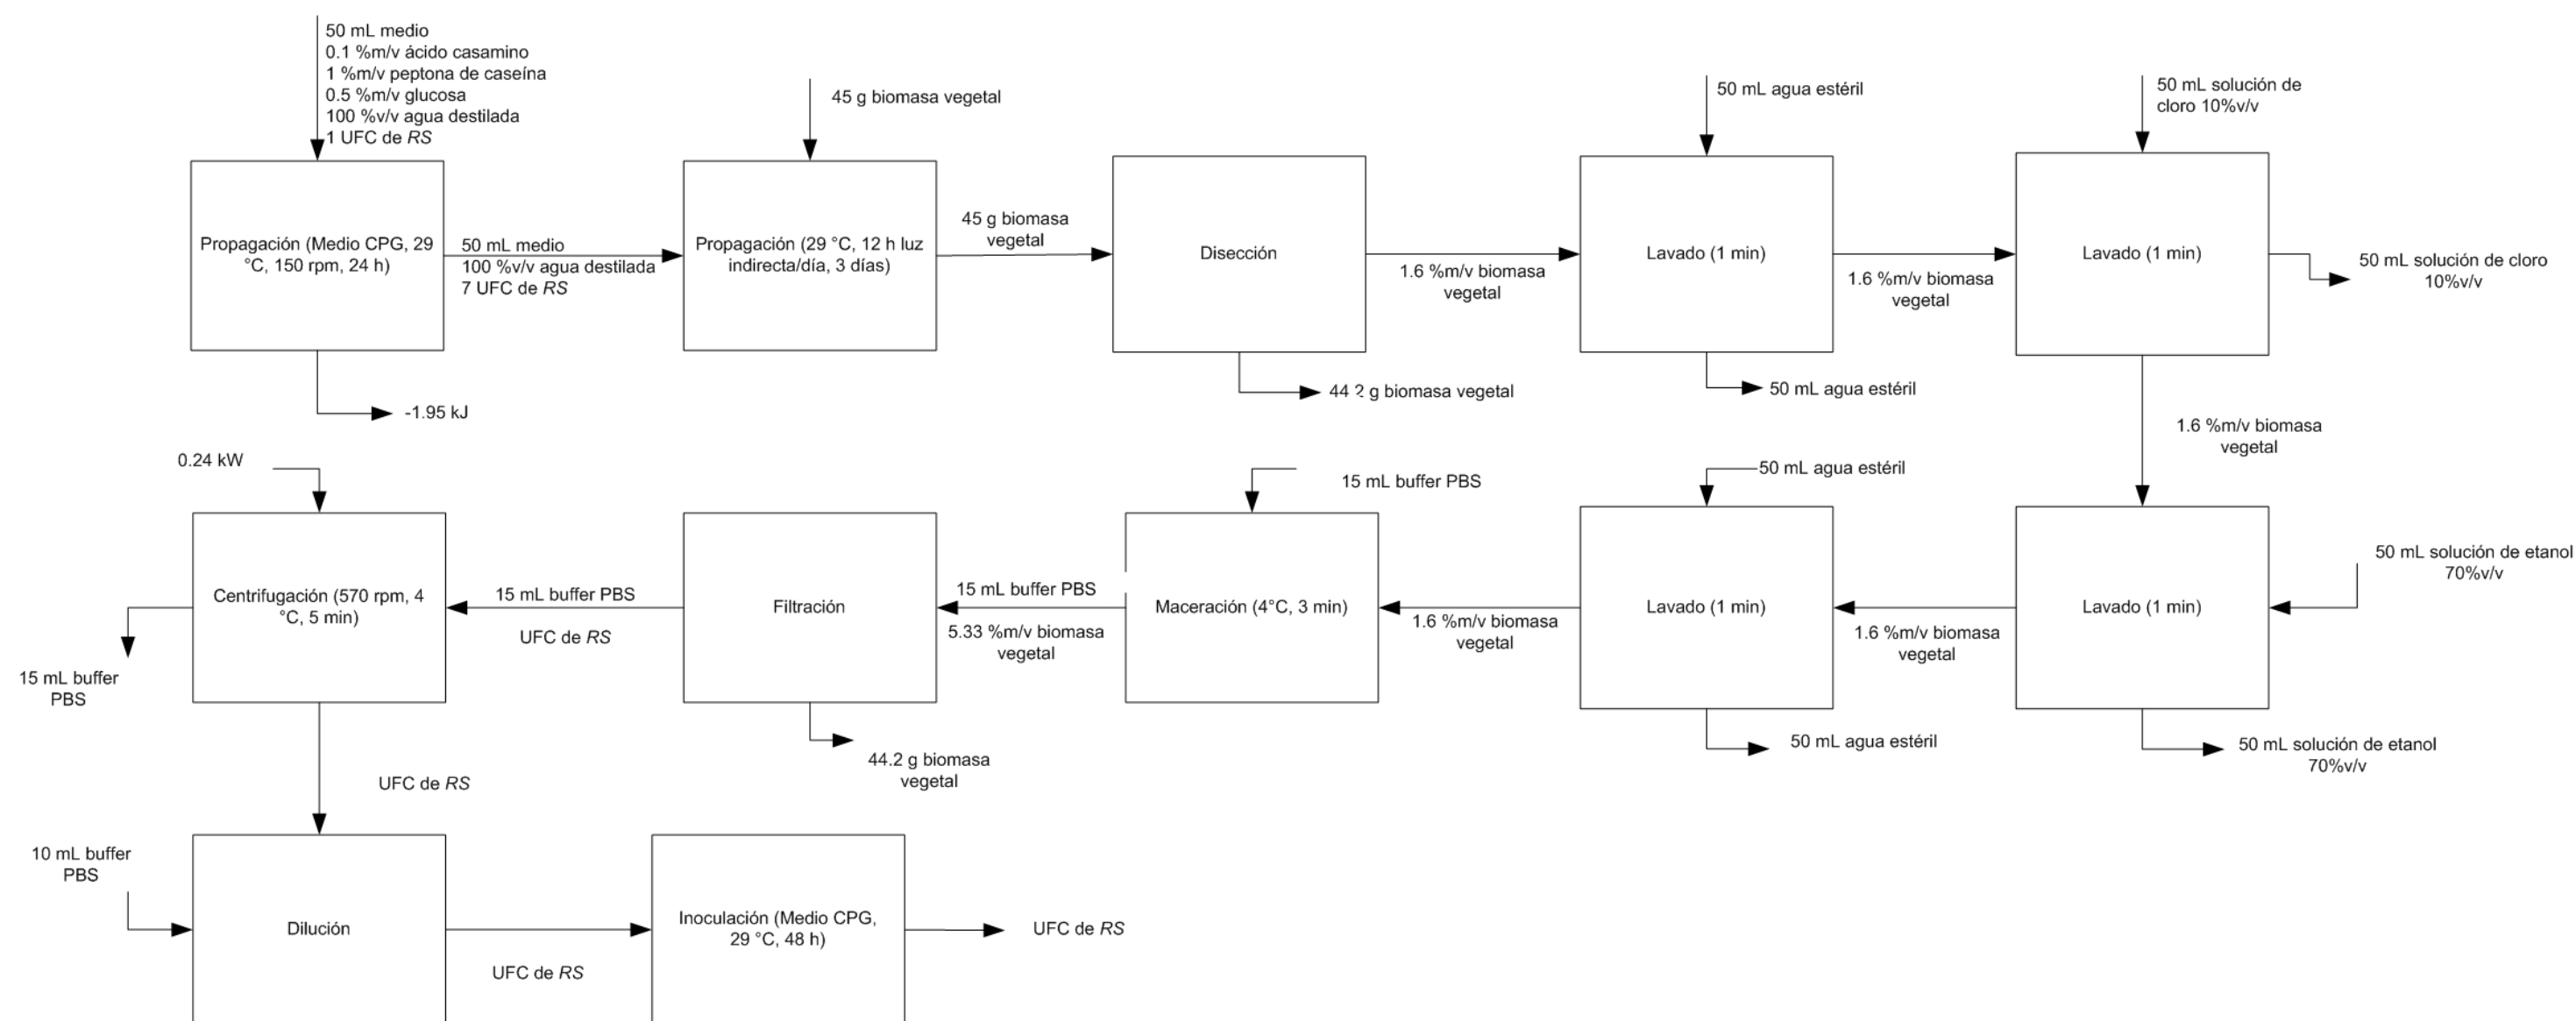 50 mL medio
0.1 %m/v ácido casamino
1 %m/v peptona de caseína
0.5 %m/v glucosa
100 %v/v agua destilada
1 UFC de RS
Propagación (Medio CPG, 29
°C, 150 rpm, 24 h)
-1.95 kJ
50 mL medio
100 %v/v agua destilada
7 UFC de RS
45 g biomasa vegetal
Propagación (29 °C, 12 h luz
indirecta/día, 3 días)
45 g biomasa
vegetal
Disección
44.2 g biomasa vegetal
1.6 %m/v biomasa
vegetal
50 mL agua estéril
Lavado (1 min)
50 mL agua estéril
1.6 %m/v biomasa
vegetal
50 mL solución de
cloro 10%v/v
Lavado (1 min)
50 mL solución de cloro
10%v/v
1.6 %m/v biomasa
vegetal
50 mL solución de etanol
70%v/v
Lavado (1 min)
50 mL solución de etanol
70%v/v
1.6 %m/v biomasa
vegetal
50 mL agua estéril
Lavado (1 min)
50 mL agua estéril
1.6 %m/v biomasa
vegetal
15 mL buffer PBS
Maceración (4°C, 3 min)
15 mL buffer PBS
5.33 %m/v biomasa
vegetal
Filtración
44.2 g biomasa
vegetal
15 mL buffer PBS
UFC de RS
0.24 kW
Centrifugación (570 rpm, 4
°C, 5 min)
15 mL buffer
PBS
UFC de RS
10 mL buffer
PBS
Dilución
UFC de RS
Inoculación (Medio CPG,
29 °C, 48 h)
UFC de RS